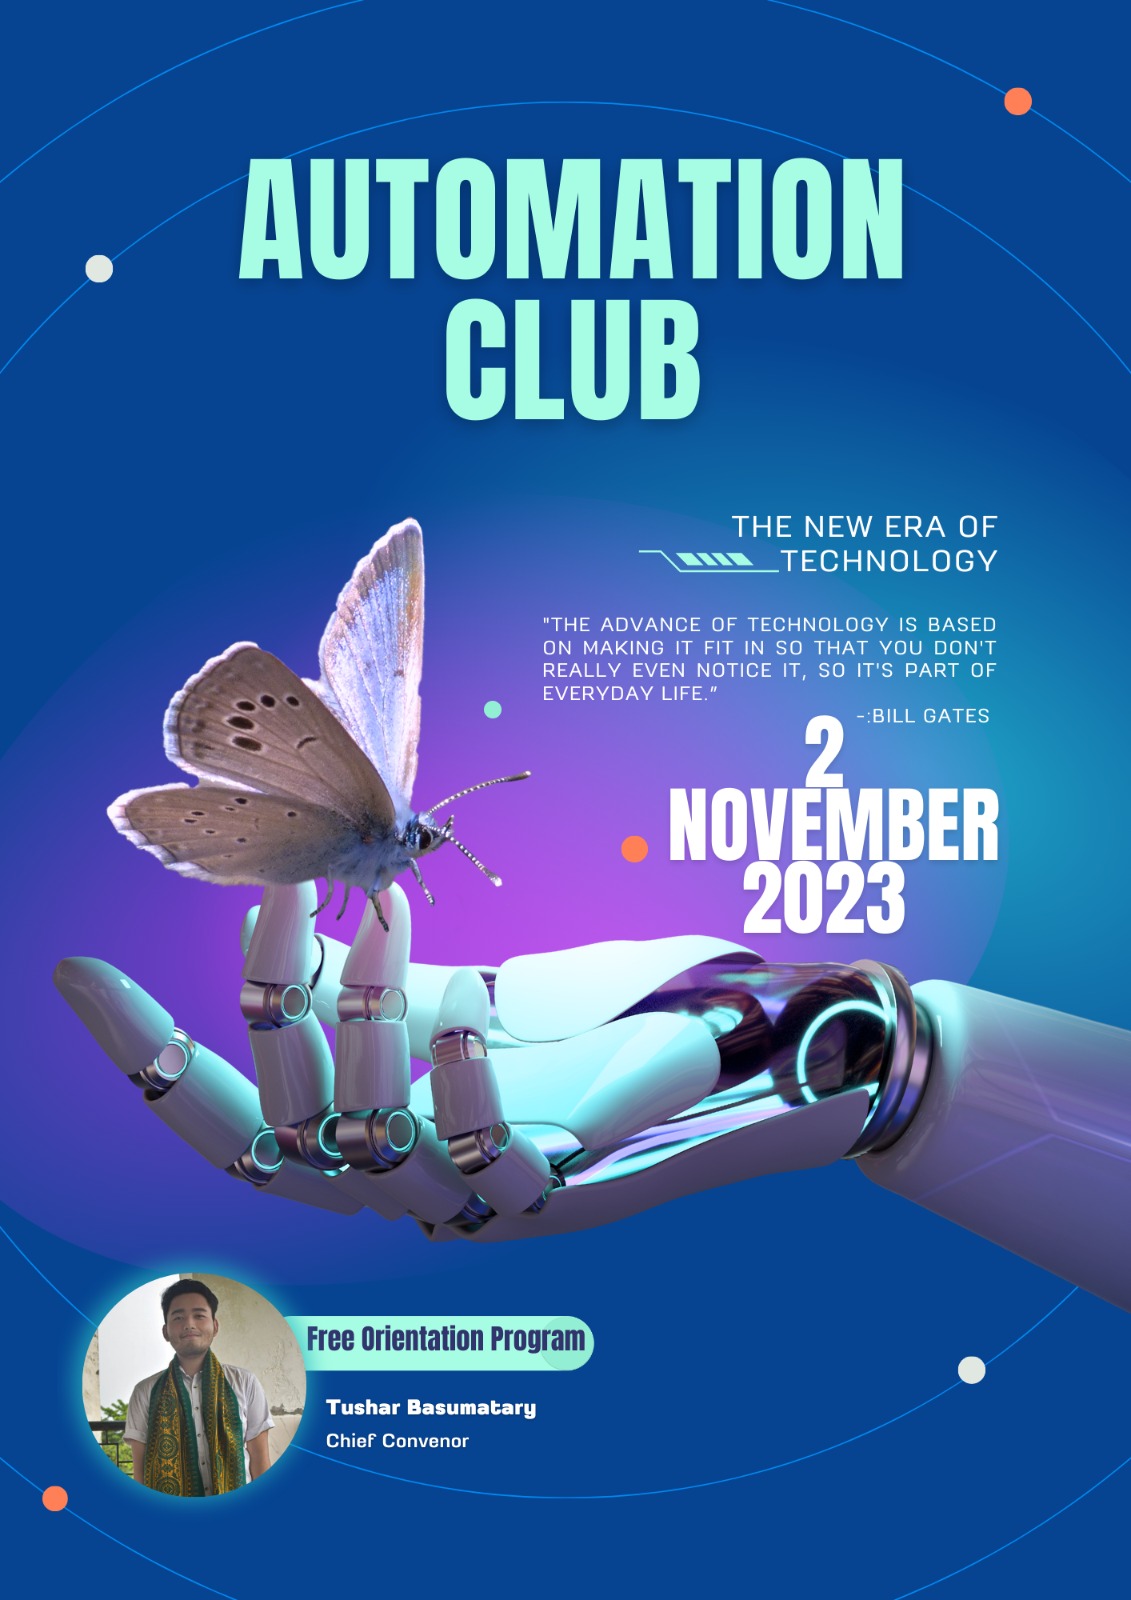 AUTOMATION
CLUB
THE NEW ERA OF
TECHNOLOGY
"THE ADVANCE OF TECHNOLOGY IS BASED
ON MAKING IT FIT IN SO THAT YOU DON'T
REALLY EVEN NOTICE IT, SO IT'S PART OF
EVERYDAY LIFE.”
-:BILL GATES
2
NOVEMBER
2023
Free Orientation Program
Tushar Basumatary
Chief Convenor